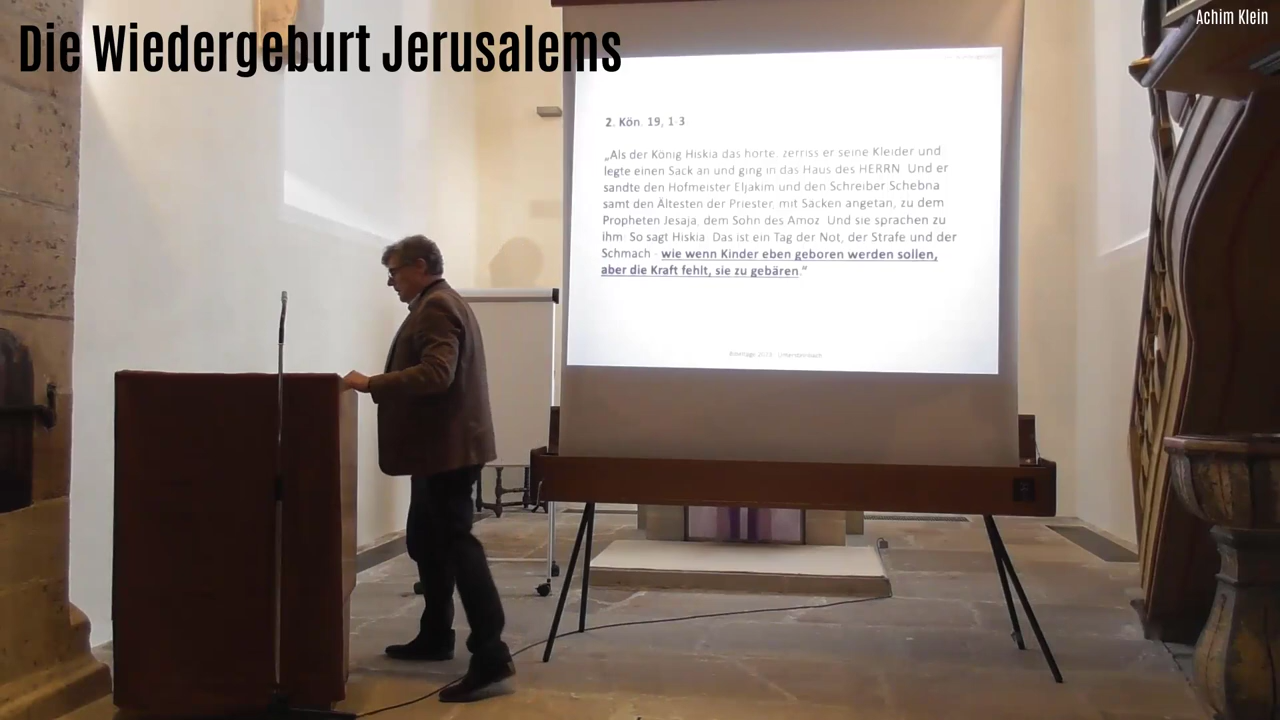 Die Wiedergeburt Jerusalems
Achim Klein
2. Kön. 19, 1-3
„Als der König Hiskia das hörte, zerriss er seine Kleider und
legte einen Sack an und ging in das Haus des HERRN. Und er
sandte den Hofmeister Eljakim und den Schreiber Schebna
samt den Ältesten der Priester, mit Säcken angetan, zu dem
Propheten Jesaja, dem Sohn des Amoz. Und sie sprachen zu
ihm: So sagt Hiskia: Das ist ein Tag der Not, der Strafe und der
Schmach - wie wenn Kinder eben geboren werden sollen,
aber die Kraft fehlt, sie zu gebären.“